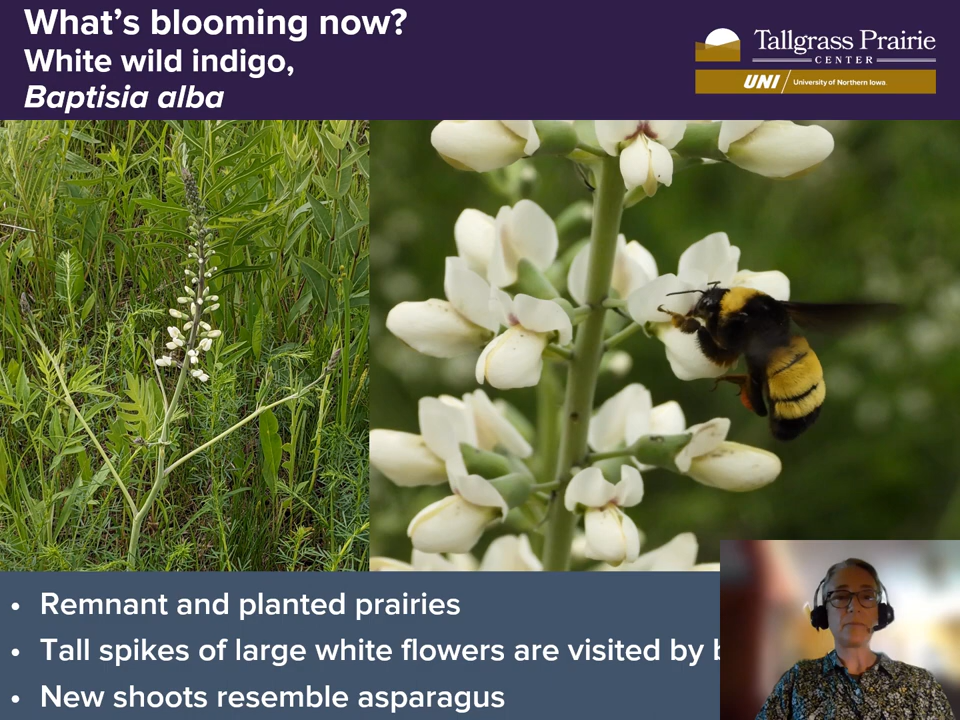 What's blooming now?
White wild indigo,
Baptisia alba
Tallgrass Prairie
CENTER
UNI University of Northern Iowa
• Remnant and planted prairies
• Tall spikes of large white flowers are visited by
• New shoots resemble asparagus